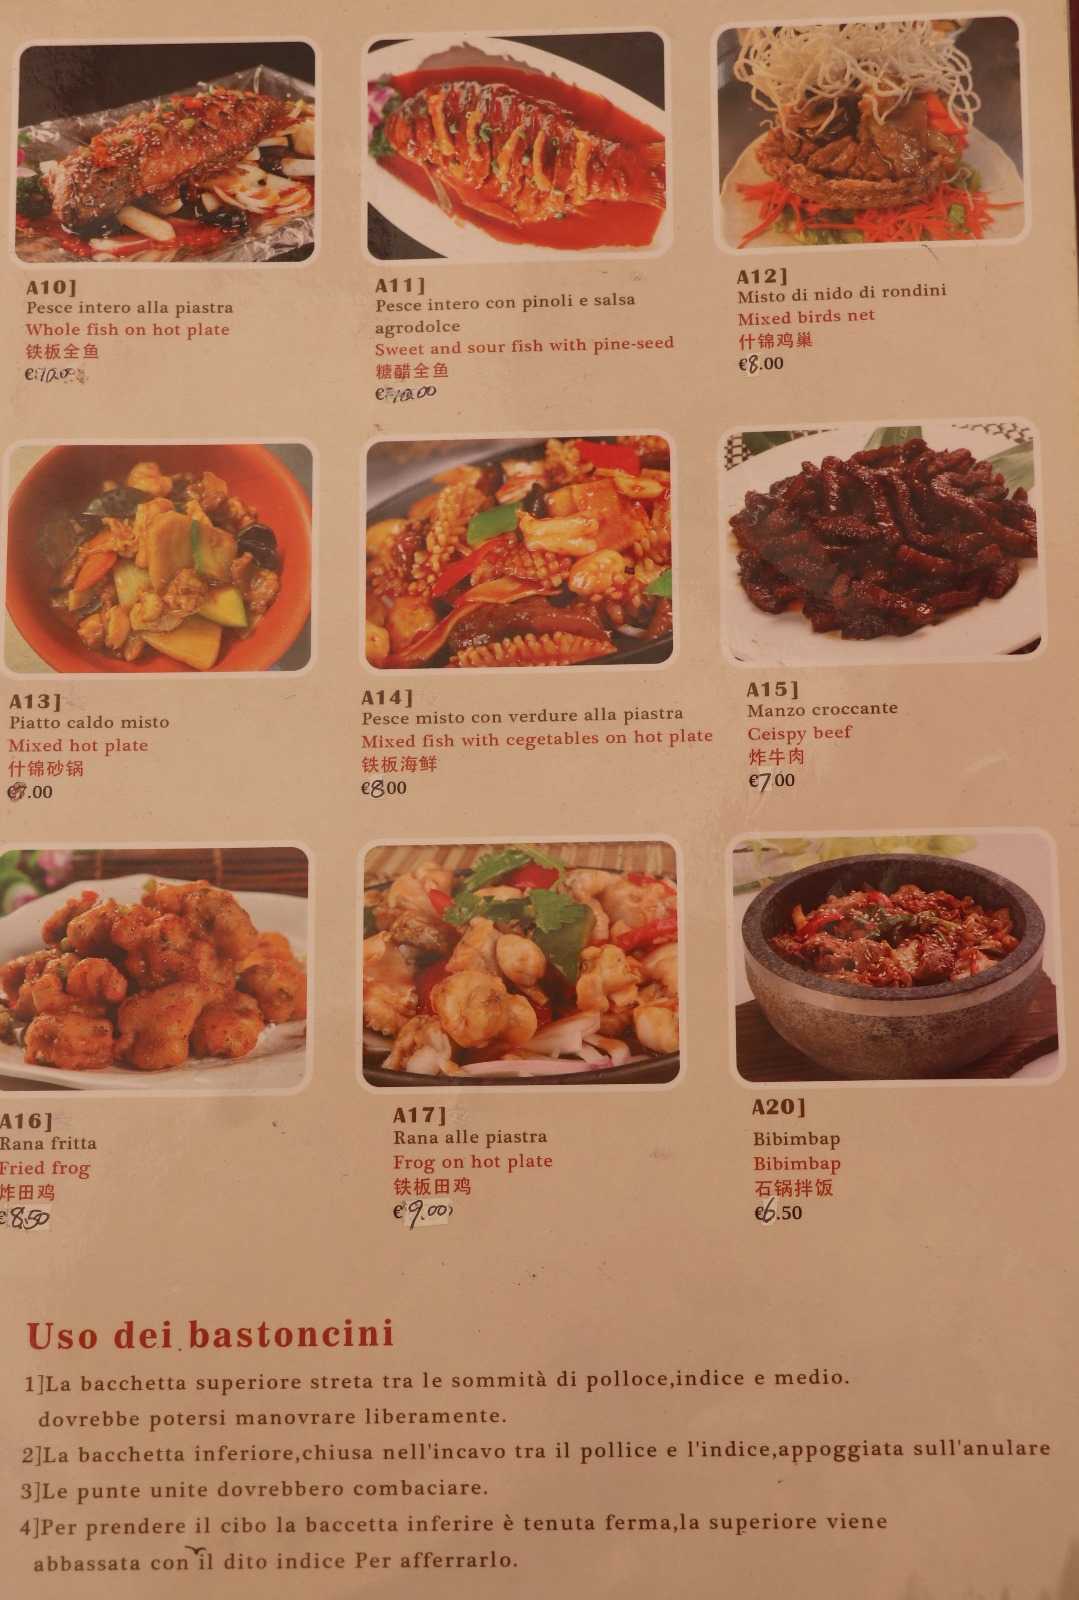 A10]
Pesce intero alla piastra
Whole fish on hot plate
铁板全鱼
A11]
Pesce intero con pinoli e salsa
agrodolce
Sweet and sour fish with pine-seed
糖醋全鱼
A12]
Misto di nido di rondini
Mixed birds net
什锦鸡巢
€8.00
A13]
Piatto caldo misto
Mixed hot plate
什锦砂锅
€7.00
A14]
Pesce misto con verdure alla piastra
Mixed fish with cegetables on hot plate
铁板海鲜
€8.00
A15]
Manzo croccante
Ceispy beef
炸牛肉
€7.00
A16]
Rana fritta
Fried frog
炸田鸡
€8.50
A17]
Rana alle piastra
Frog on hot plate
铁板田鸡
€9.00
A20]
Bibimbap
Bibimbap
石锅拌饭
€6.50
Uso dei bastoncini
1]La bacchetta superiore streta tra le sommità di polloce,indice e medio.
dovrebbe potersi manovrare liberamente.
2]La bacchetta inferiore,chiusa nell'incavo tra il pollice e l'indice,appoggiata sull'anulare
3]Le punte unite dovrebbero combaciare.
4]Per prendere il cibo la baccetta inferire è tenuta ferma,la superiore viene
abbassata con il dito indice Per afferrarlo.